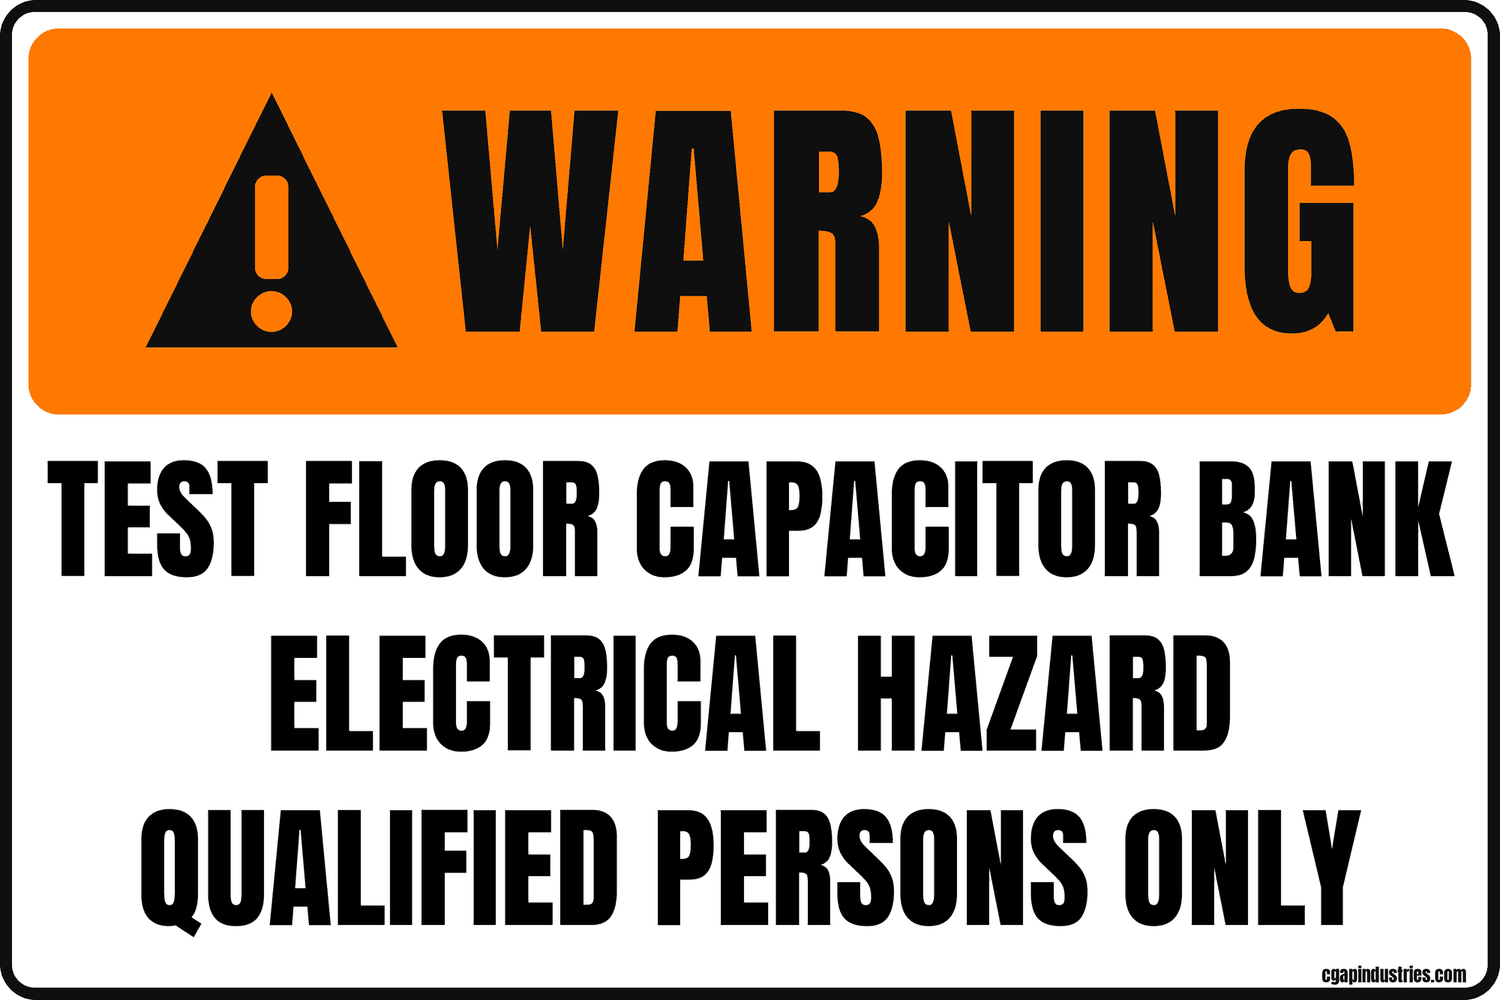 WARNING
TEST FLOOR CAPACITOR BANK
ELECTRICAL HAZARD
QUALIFIED PERSONS ONLY
cgapindustries.com